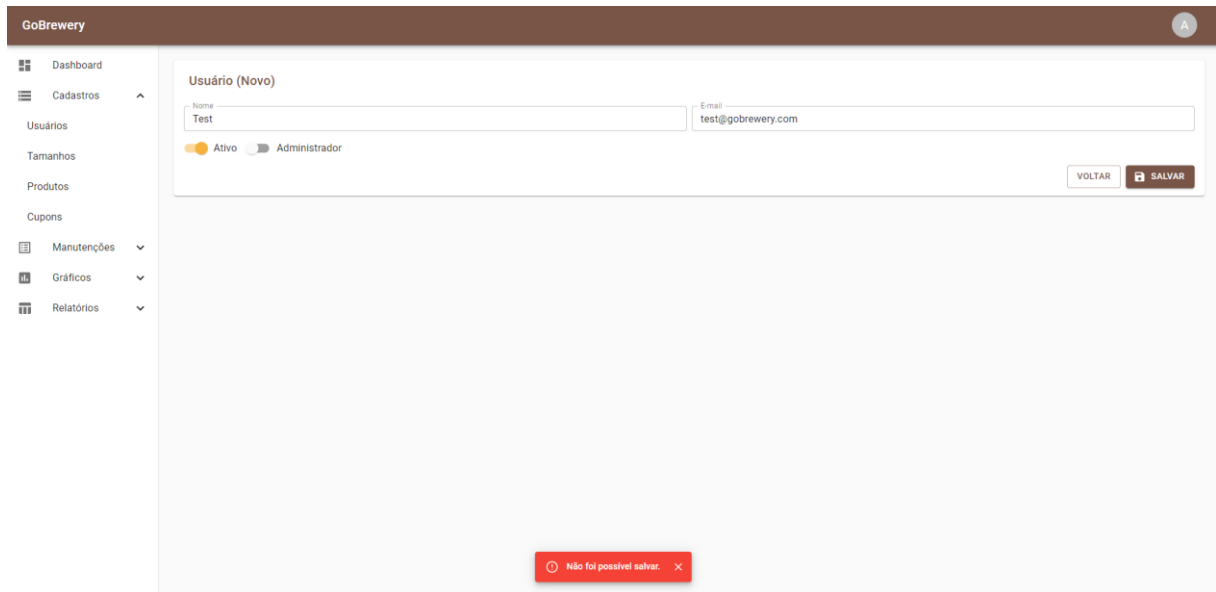 GoBrewery
A
Dashboard
Cadastros
Usuários
Tamanhos
Produtos
Cupons
Manutenções
Gráficos
Relatórios
Usuário (Novo)
Nome
Test
E-mail
test@gobrewery.com
Ativo
Administrador
VOLTAR
SALVAR
Não foi possível salvar.